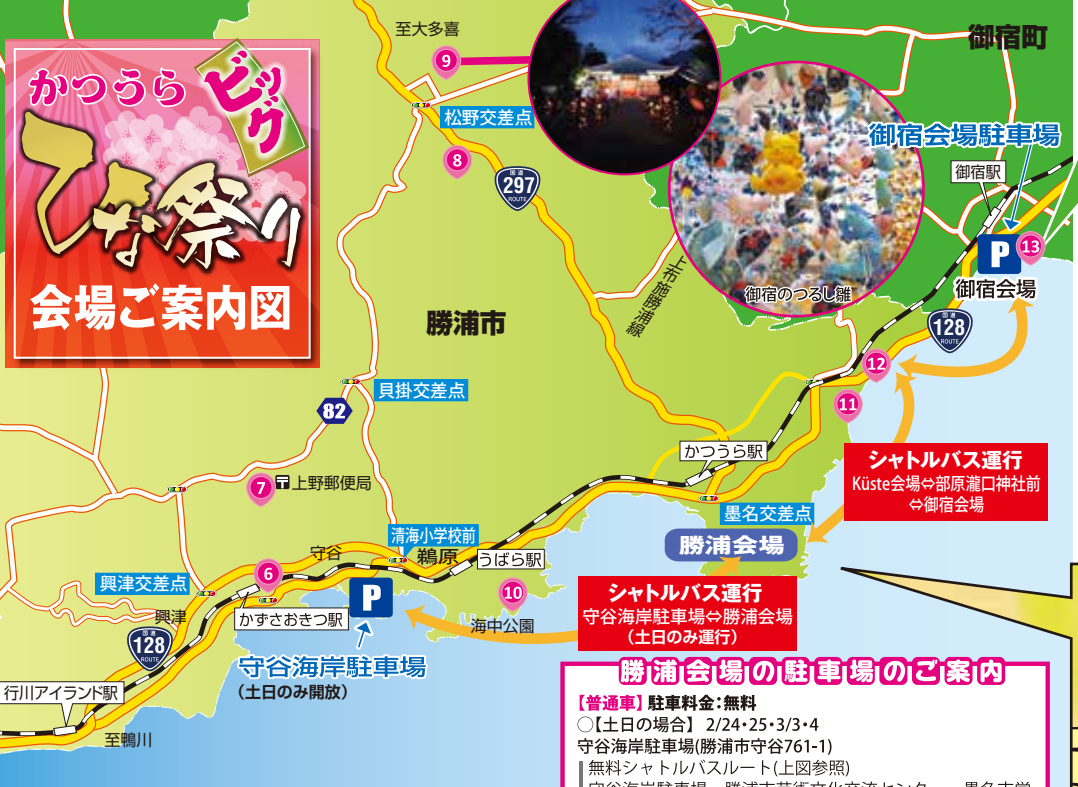 かつうら
ビッグ
ひな祭り
会場ご案内図
至大多喜
9
御宿町
松野交差点
8
国道
297
ROUTE
御宿会場駐車場
御宿駅
P
13
御宿会場
御宿のつるし雛
上布施勝浦線
勝浦市
国道
128
ROUTE
12
11
貝掛交差点
82
かつうら駅
シャトルバス運行
Küste会場⇔部原瀧口神社前
⇔御宿会場
7
上野郵便局
墨名交差点
勝浦会場
清海小学校前
守谷
鵜原
うばら駅
興津交差点
6
P
10
海中公園
シャトルバス運行
守谷海岸駐車場⇔勝浦会場
(土日のみ運行)
興津
かずさおきつ駅
国道
128
ROUTE
守谷海岸駐車場
(土日のみ開放)
行川アイランド駅
至鴨川
勝浦会場の駐車場のご案内
【普通車】駐車料金:無料
○【土日の場合】 2/24・25・3/3・4
守谷海岸駐車場(勝浦市守谷761-1)
無料シャトルバスルート(上図参照)